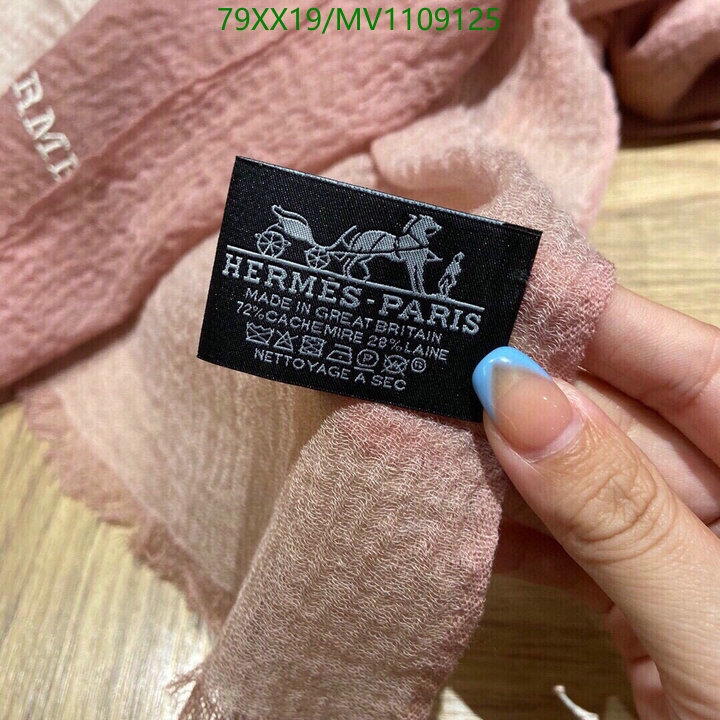 79XX19/MV1109125
RME
HERMES-PARIS
MADE IN GREAT BRITAIN
72% CACHEMIRE 28% LAINE
P ®
NETTOYAGE A SEC